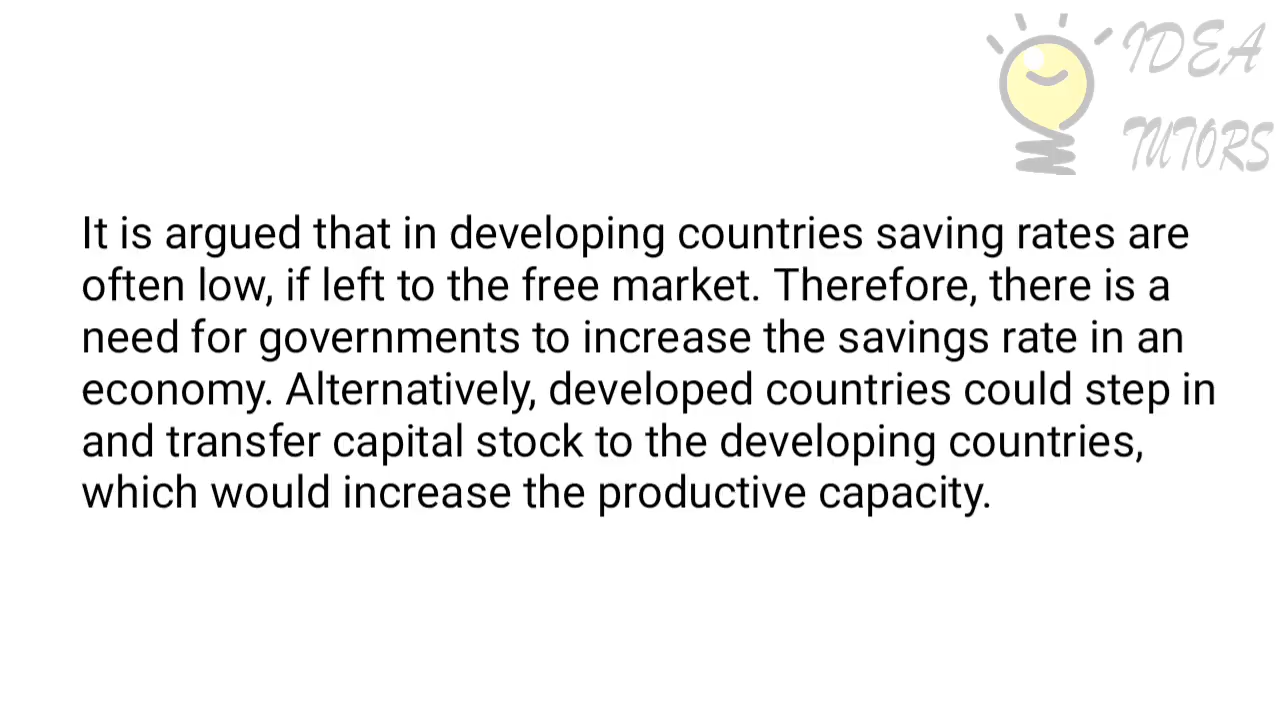 IDEA
TUTORS
It is argued that in developing countries saving rates are
often low, if left to the free market. Therefore, there is a
need for governments to increase the savings rate in an
economy. Alternatively, developed countries could step in
and transfer capital stock to the developing countries,
which would increase the productive capacity.